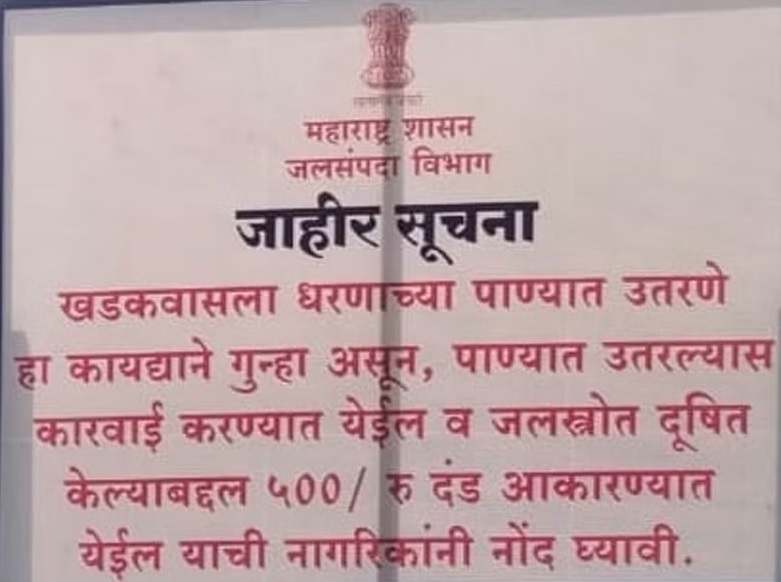 महाराष्ट्र शासन
जलसंपदा विभाग
जाहीर सूचना
खडकवासला धरणाच्या पाण्यात उतरणे
हा कायद्याने गुन्हा असून, पाण्यात उतरल्यास
कारवाई करण्यात येईल व जलस्त्रोत दूषित
केल्याबद्दल ५००/ रु दंड आकारण्यात
येईल याची नागरिकांनी नोंद घ्यावी.